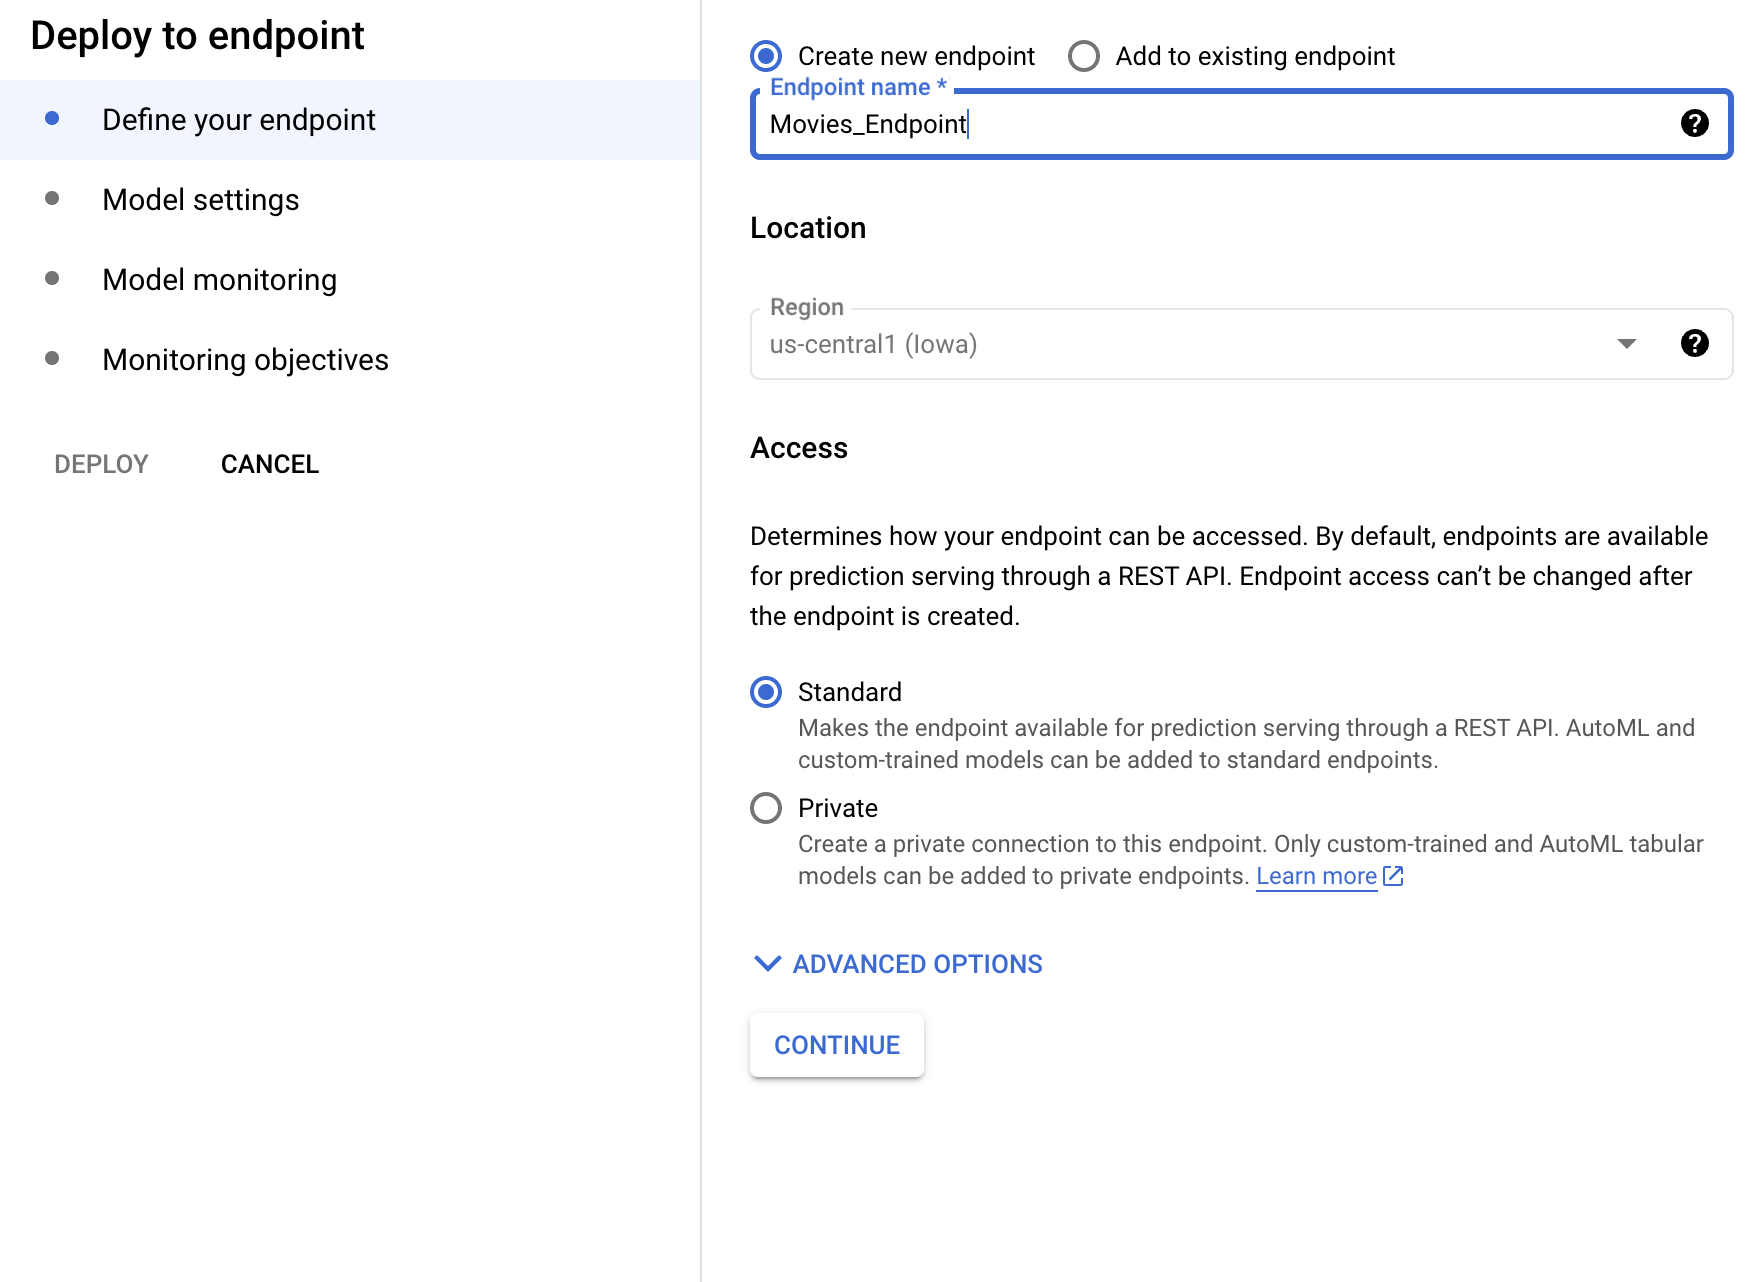 Deploy to endpoint
Define your endpoint
Model settings
Model monitoring
Monitoring objectives
DEPLOY CANCEL
Create new endpoint Add to existing endpoint
Endpoint name *
Movies_Endpoint
Location
Region
us-central1 (Iowa)
Access
Determines how your endpoint can be accessed. By default, endpoints are available
for prediction serving through a REST API. Endpoint access can’t be changed after
the endpoint is created.
Standard
Makes the endpoint available for prediction serving through a REST API. AutoML and
custom-trained models can be added to standard endpoints.
Private
Create a private connection to this endpoint. Only custom-trained and AutoML tabular
models can be added to private endpoints. Learn more
ADVANCED OPTIONS
CONTINUE